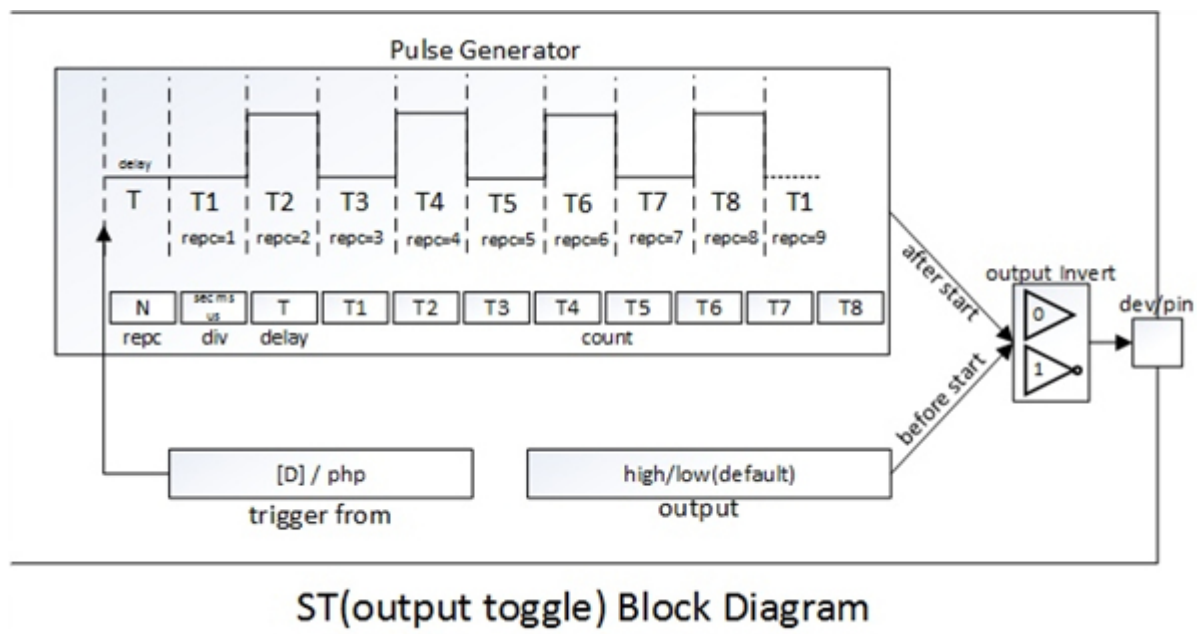 Pulse Generator
delay
T T1 T2 T3 T4 T5 T6 T7 T8 T1
repc=1 repc=2 repc=3 repc=4 repc=5 repc=6 repc=7 repc=8 repc=9
after start
output Invert
0
1
dev/pin
N sec ms us T T1 T2 T3 T4 T5 T6 T7 T8
repc div delay count
before start
[D] / php
trigger from
high/low(default)
output
ST(output toggle) Block Diagram